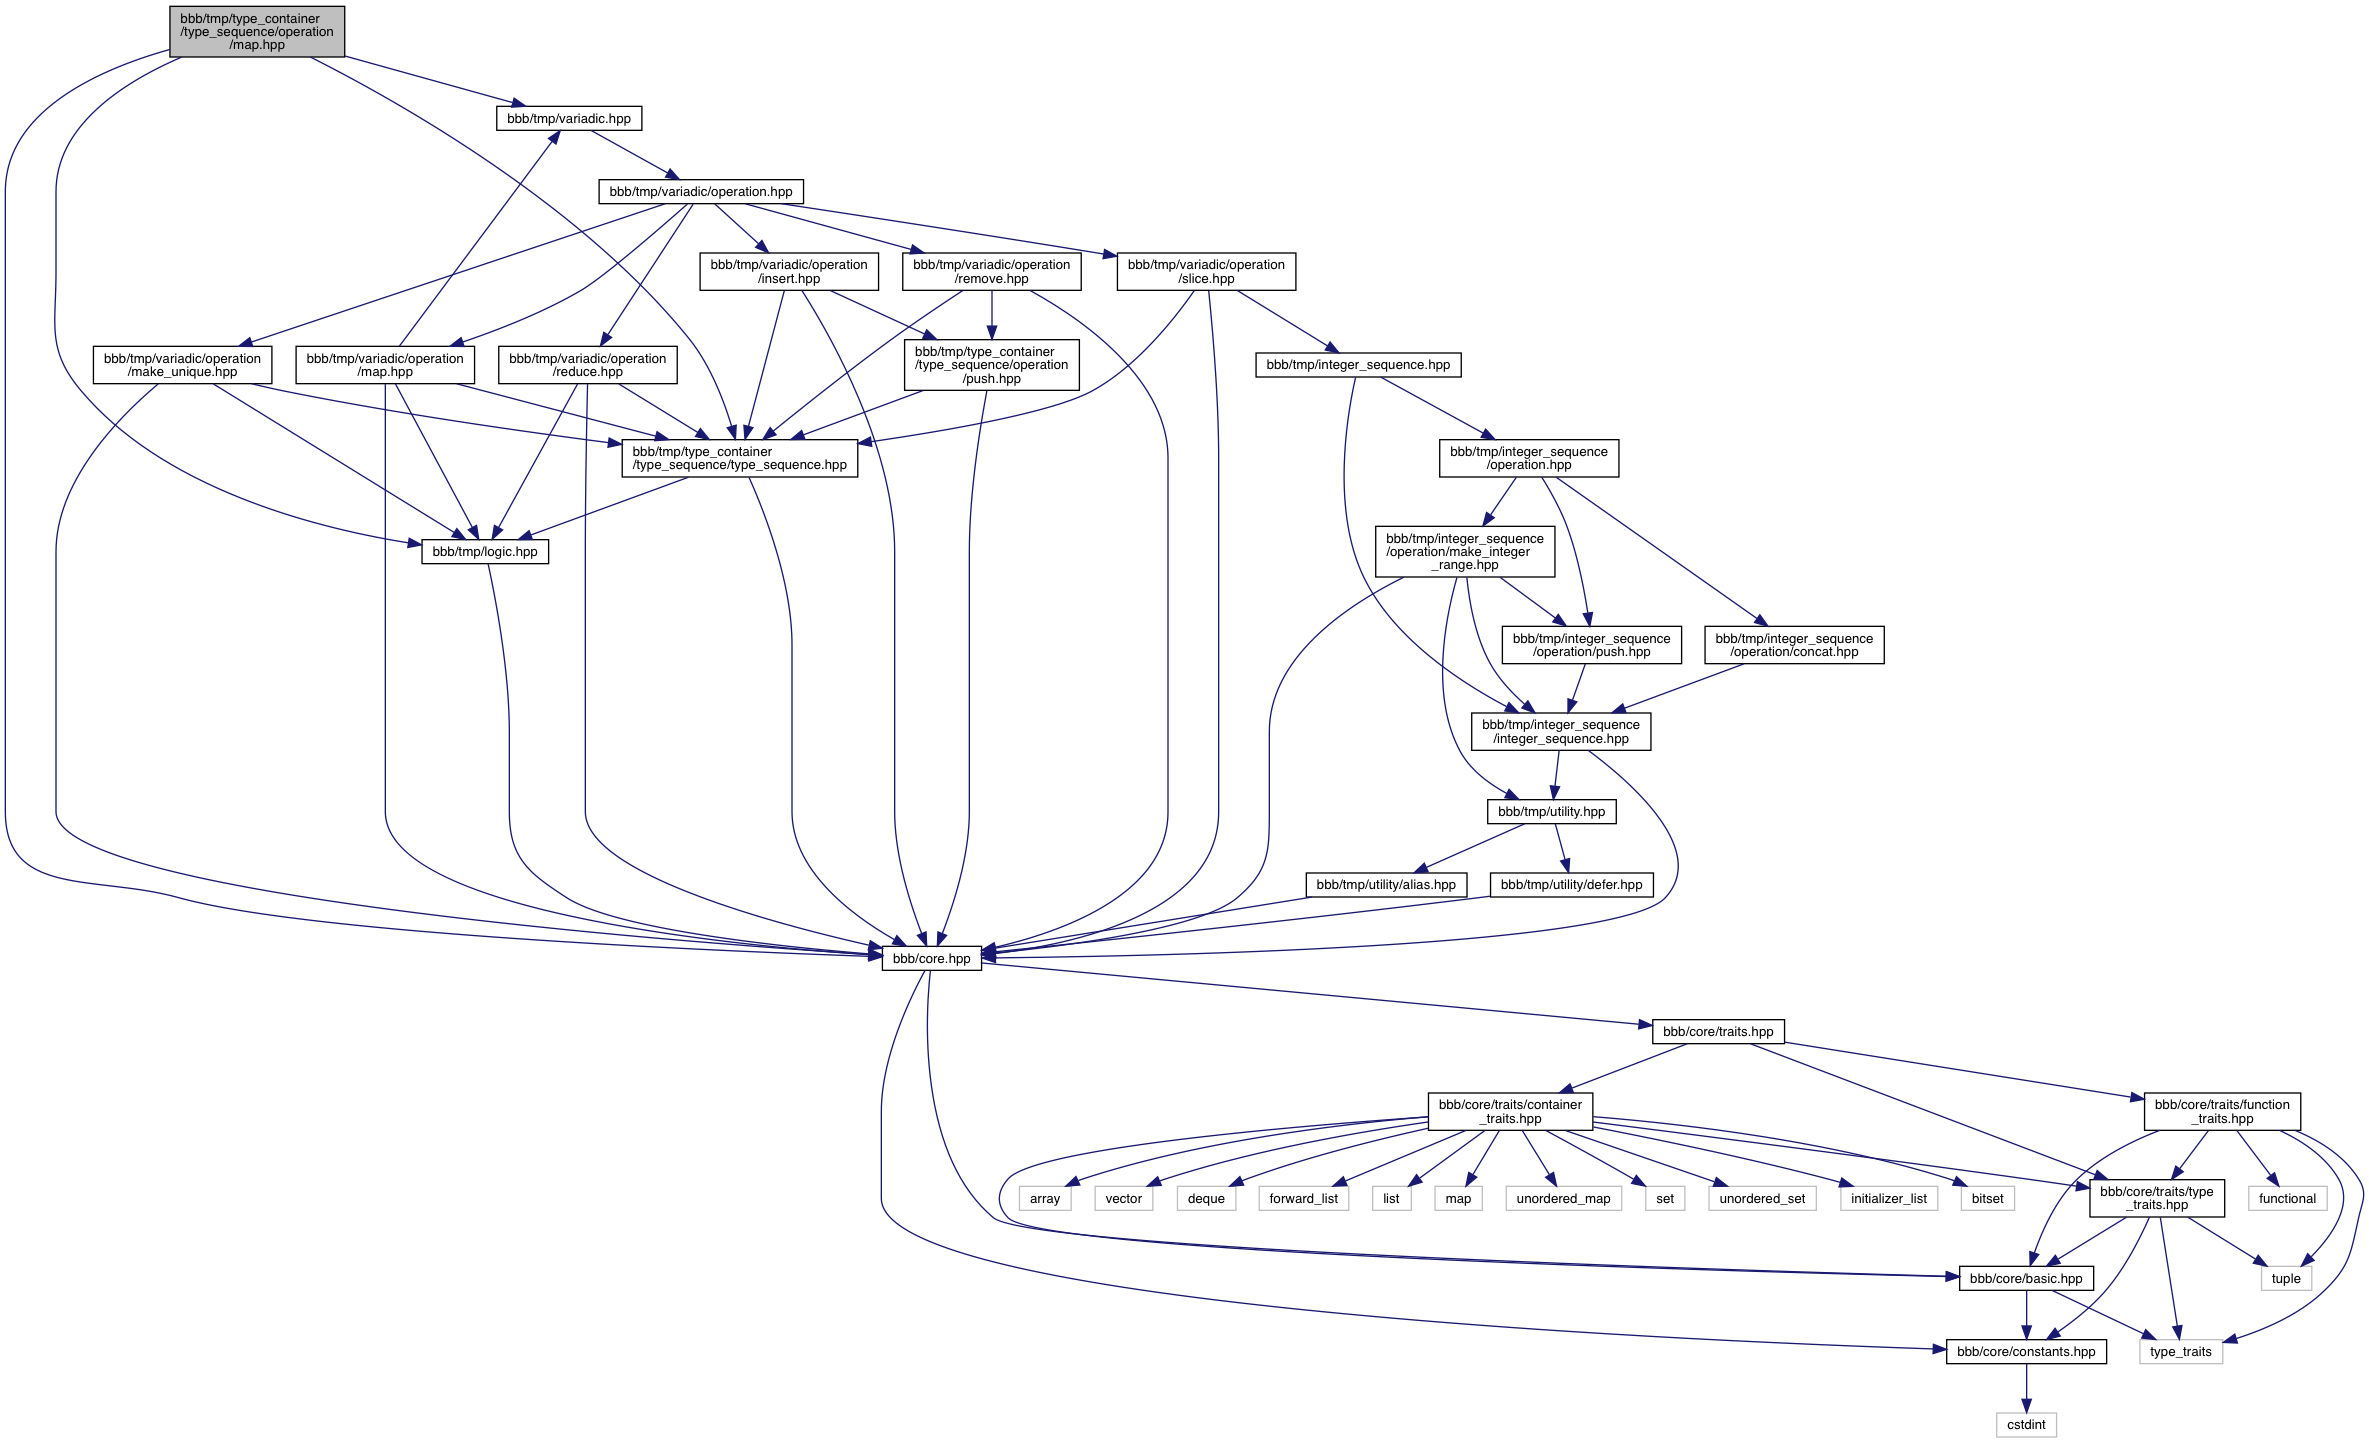 bbb/tmp/type_container
/type_sequence/operation
/map.hpp
bbb/tmp/variadic.hpp
bbb/tmp/variadic/operation.hpp
bbb/tmp/variadic/operation
/insert.hpp
bbb/tmp/variadic/operation
/remove.hpp
bbb/tmp/variadic/operation
/slice.hpp
bbb/tmp/variadic/operation
/make_unique.hpp
bbb/tmp/variadic/operation
/map.hpp
bbb/tmp/variadic/operation
/reduce.hpp
bbb/tmp/type_container
/type_sequence/operation
/push.hpp
bbb/tmp/integer_sequence.hpp
bbb/tmp/type_container
/type_sequence/type_sequence.hpp
bbb/tmp/integer_sequence
/operation.hpp
bbb/tmp/logic.hpp
bbb/tmp/integer_sequence
/operation/make_integer
_range.hpp
bbb/tmp/integer_sequence
/operation/push.hpp
bbb/tmp/integer_sequence
/operation/concat.hpp
bbb/tmp/integer_sequence
/integer_sequence.hpp
bbb/tmp/utility.hpp
bbb/tmp/utility/alias.hpp
bbb/tmp/utility/defer.hpp
bbb/core.hpp
bbb/core/traits.hpp
bbb/core/traits/container
_traits.hpp
bbb/core/traits/function
_traits.hpp
array
vector
deque
forward_list
list
map
unordered_map
set
unordered_set
initializer_list
bitset
bbb/core/traits/type
_traits.hpp
functional
bbb/core/basic.hpp
tuple
bbb/core/constants.hpp
type_traits
cstdint